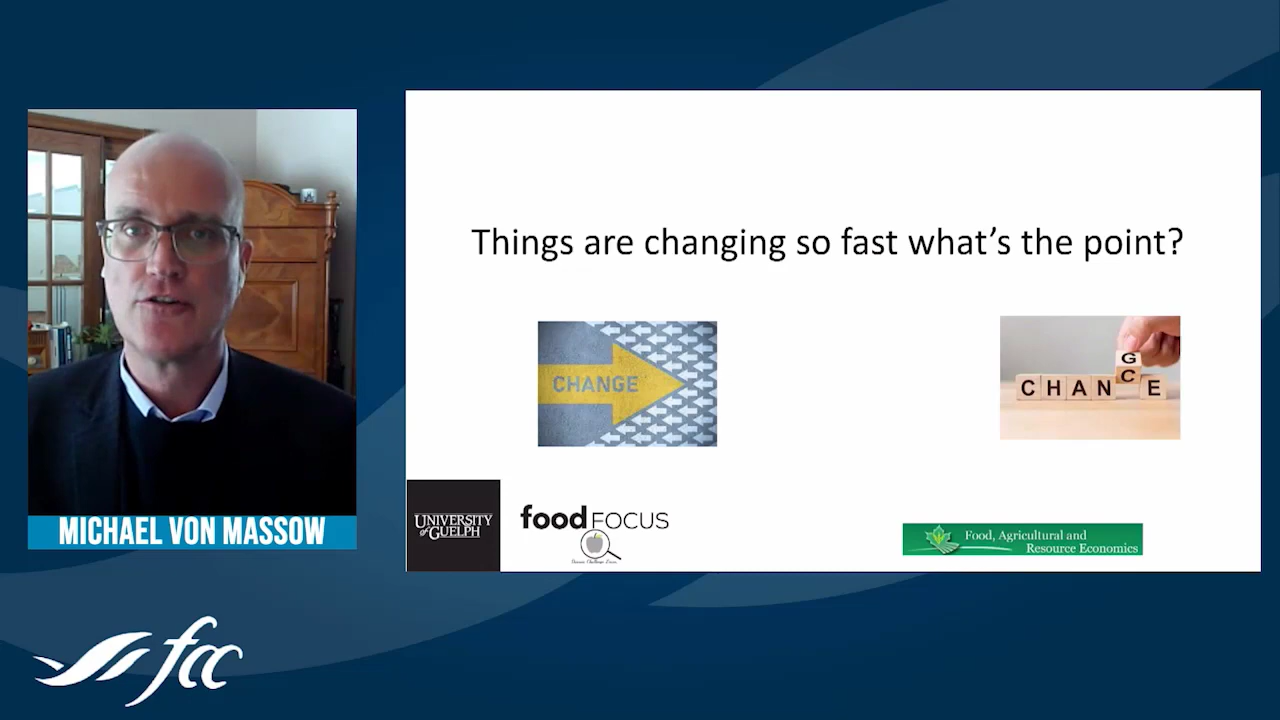 Things are changing so fast what's the point?
CHANGE
G
CHANCE
UNIVERSITY
of GUELPH
food FOCUS
Food, Agricultural and
Resource Economics
MICHAEL VON MASSOW
fcc